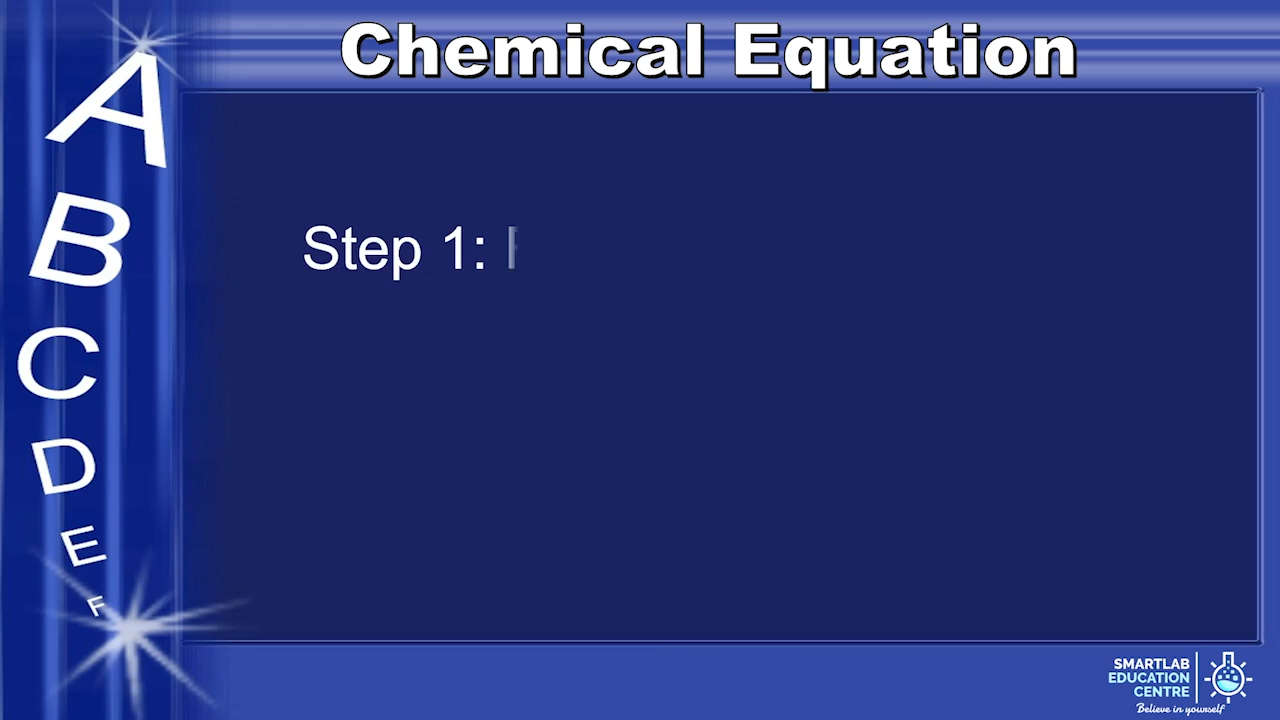 Chemical Equation
A
B
C
D
E
F
Step 1:
SMARTLAB
EDUCATION
CENTRE
Believe in yourself